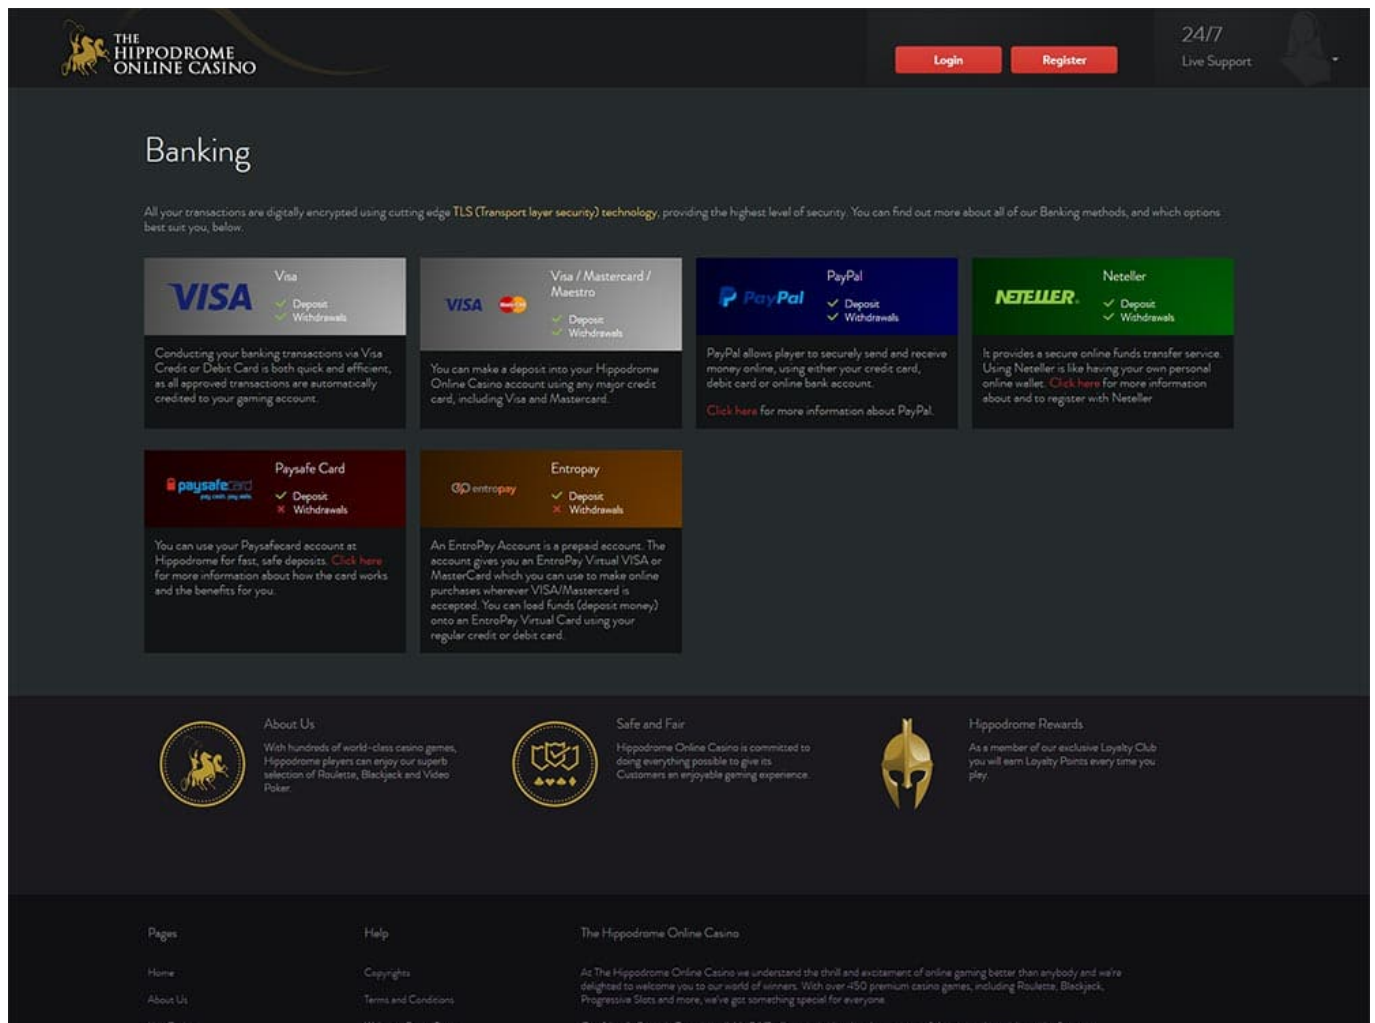 THE
HIPPODROME
ONLINE CASINO
Login
Register
24/7
Live Support
Banking
All your transactions are digitally encrypted using cutting edge TLS (Transport layer security) technology, providing the highest level of security. You can find out more about all of our Banking methods, and which options
best suit you, below.
VISA
Visa
Deposit
Withdrawals
Conducting your banking transactions via Visa
Credit or Debit Card is both quick and efficient,
as all approved transactions are automatically
credited to your gaming account.
VISA
MasterCard
Visa / Mastercard /
Maestro
Deposit
Withdrawals
You can make a deposit into your Hippodrome
Online Casino account using any major credit
card, including Visa and Mastercard.
PayPal
PayPal
Deposit
Withdrawals
PayPal allows player to securely send and receive
money online, using either your credit card,
debit card or online bank account.
Click here for more information about PayPal.
NETELLER.
Neteller
Deposit
Withdrawals
It provides a secure online funds transfer service.
Using Neteller is like having your own personal
online wallet. Click here for more information
about and to register with Neteller
paysafecard
pay cash. pay safe.
Paysafe Card
Deposit
Withdrawals
You can use your Paysafecard account at
Hippodrome for fast, safe deposits. Click here
for more information about how the card works
and the benefits for you.
entropay
Entropay
Deposit
Withdrawals
An EntroPay Account is a prepaid account. The
account gives you an EntroPay Virtual VISA or
MasterCard which you can use to make online
purchases wherever VISA/Mastercard is
accepted. You can load funds (deposit money)
onto an EntroPay Virtual Card using your
regular credit or debit card.
About Us
With hundreds of world-class casino games,
Hippodrome players can enjoy our superb
selection of Roulette, Blackjack and Video
Poker.
Safe and Fair
Hippodrome Online Casino is committed to
doing everything possible to give its
Customers an enjoyable gaming experience.
Hippodrome Rewards
As a member of our exclusive Loyalty Club
you will earn Loyalty Points every time you
play.
Pages
Home
About Us
Help
Copyrights
Terms and Conditions
The Hippodrome Online Casino
At The Hippodrome Online Casino we understand the thrill and excitement of online gaming better than anybody and we're
delighted to welcome you to our world of winners. With over 450 premium casino games, including Roulette, Blackjack,
Progressive Slots and more, we've got something special for everyone.